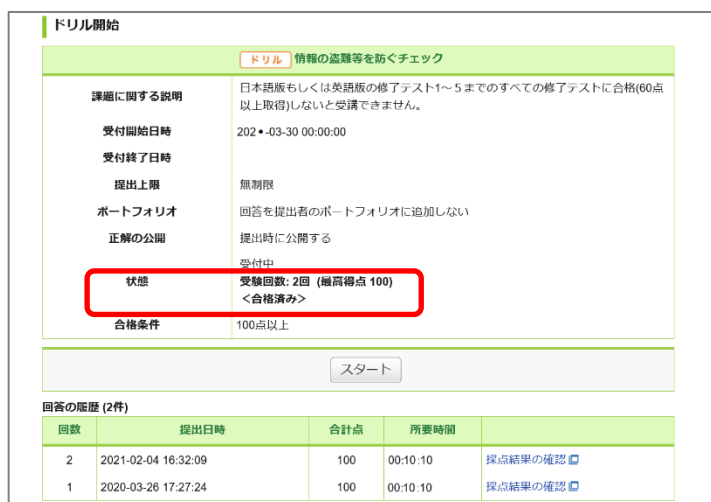 ドリル開始
ドリル 情報の盗難等を防ぐチェック
課題に関する説明
日本語版もしくは英語版の修了テスト1～5までのすべての修了テストに合格(60点
以上取得)しないと受講できません。
受付開始日時 202•-03-30 00:00:00
受付終了日時
提出上限 無制限
ポートフォリオ 回答を提出者のポートフォリオに追加しない
正解の公開 提出時に公開する
状態
受付中
受験回数: 2回 (最高得点 100)
＜合格済み＞
合格条件 100点以上
スタート
回答の履歴 (2件)
回数 提出日時 合計点 所要時間
2 2021-02-04 16:32:09 100 00:10:10 採点結果の確認
1 2020-03-26 17:27:24 100 00:10:10 採点結果の確認